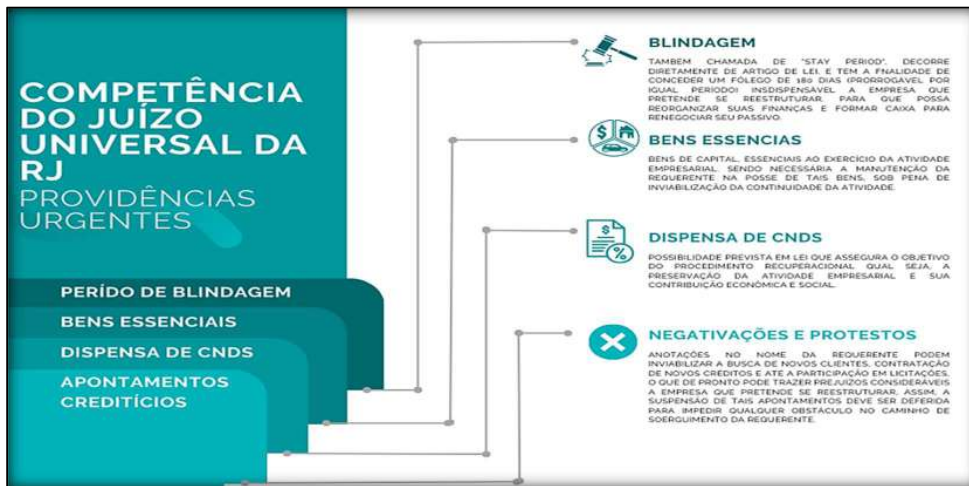 COMPETÊNCIA
DO JUÍZO
UNIVERSAL DA
RJ
PROVIDÊNCIAS
URGENTES
PERÍDO DE BLINDAGEM
BENS ESSENCIAIS
DISPENSA DE CNDS
APONTAMENTOS
CREDITÍCIOS
BLINDAGEM
TAMBEM CHAMADA DE "STAY PERIOD", DECORRE
DIRETAMENTE DE ARTIGO DE LEI, E TEM A FNALIDADE DE
CONCEDER UM FÔLEGO DE 180 DIAS (PRORROGÁVEL POR
IGUAL PERÍODO) INSDISPENSÁVEL A EMPRESA QUE
PRETENDE SE REESTRUTURAR, PARA QUE POSSA
REORGANIZAR SUAS FINANÇAS E FORMAR CAIXA PARA
RENEGOCIAR SEU PASSIVO.
BENS ESSENCIAS
BENS DE CAPITAL, ESSENCIAIS AO EXERCÍCIO DA ATIVIDADE
EMPRESARIAL, SENDO NECESSÁRIA A MANUTENÇÃO DA
REQUERENTE NA POSSE DE TAIS BENS, SOB PENA DE
INVIABILIZAÇÃO DA CONTINUIDADE DA ATIVIDADE.
DISPENSA DE CNDS
POSSIBILIDADE PREVISTA EM LEI QUE ASSEGURA O OBJETIVO
DO PROCEDIMENTO RECUPERACIONAL QUAL SEJA, A
PRESERVAÇÃO DA ATIVIDADE EMPRESARIAL E SUA
CONTRIBUIÇÃO ECONÔMICA E SOCIAL.
NEGATIVAÇÕES E PROTESTOS
ANOTAÇÕES NO NOME DA REQUERENTE PODEM
INVIABILIZAR A BUSCA DE NOVOS CLIENTES, CONTRATAÇÃO
DE NOVOS CRÉDITOS E ATÉ A PARTICIPAÇÃO EM LICITAÇÕES,
O QUE DE PRONTO PODE TRAZER PREJUÍZOS CONSIDERÁVEIS
A EMPRESA QUE PRETENDE SE REESTRUTURAR, ASSIM, A
SUSPENSÃO DE TAIS APONTAMENTOS DEVE SER DEFERIDA
PARA IMPEDIR QUALQUER OBSTÁCULO NO CAMINHO DE
SOERGUIMENTO DA REQUERENTE.